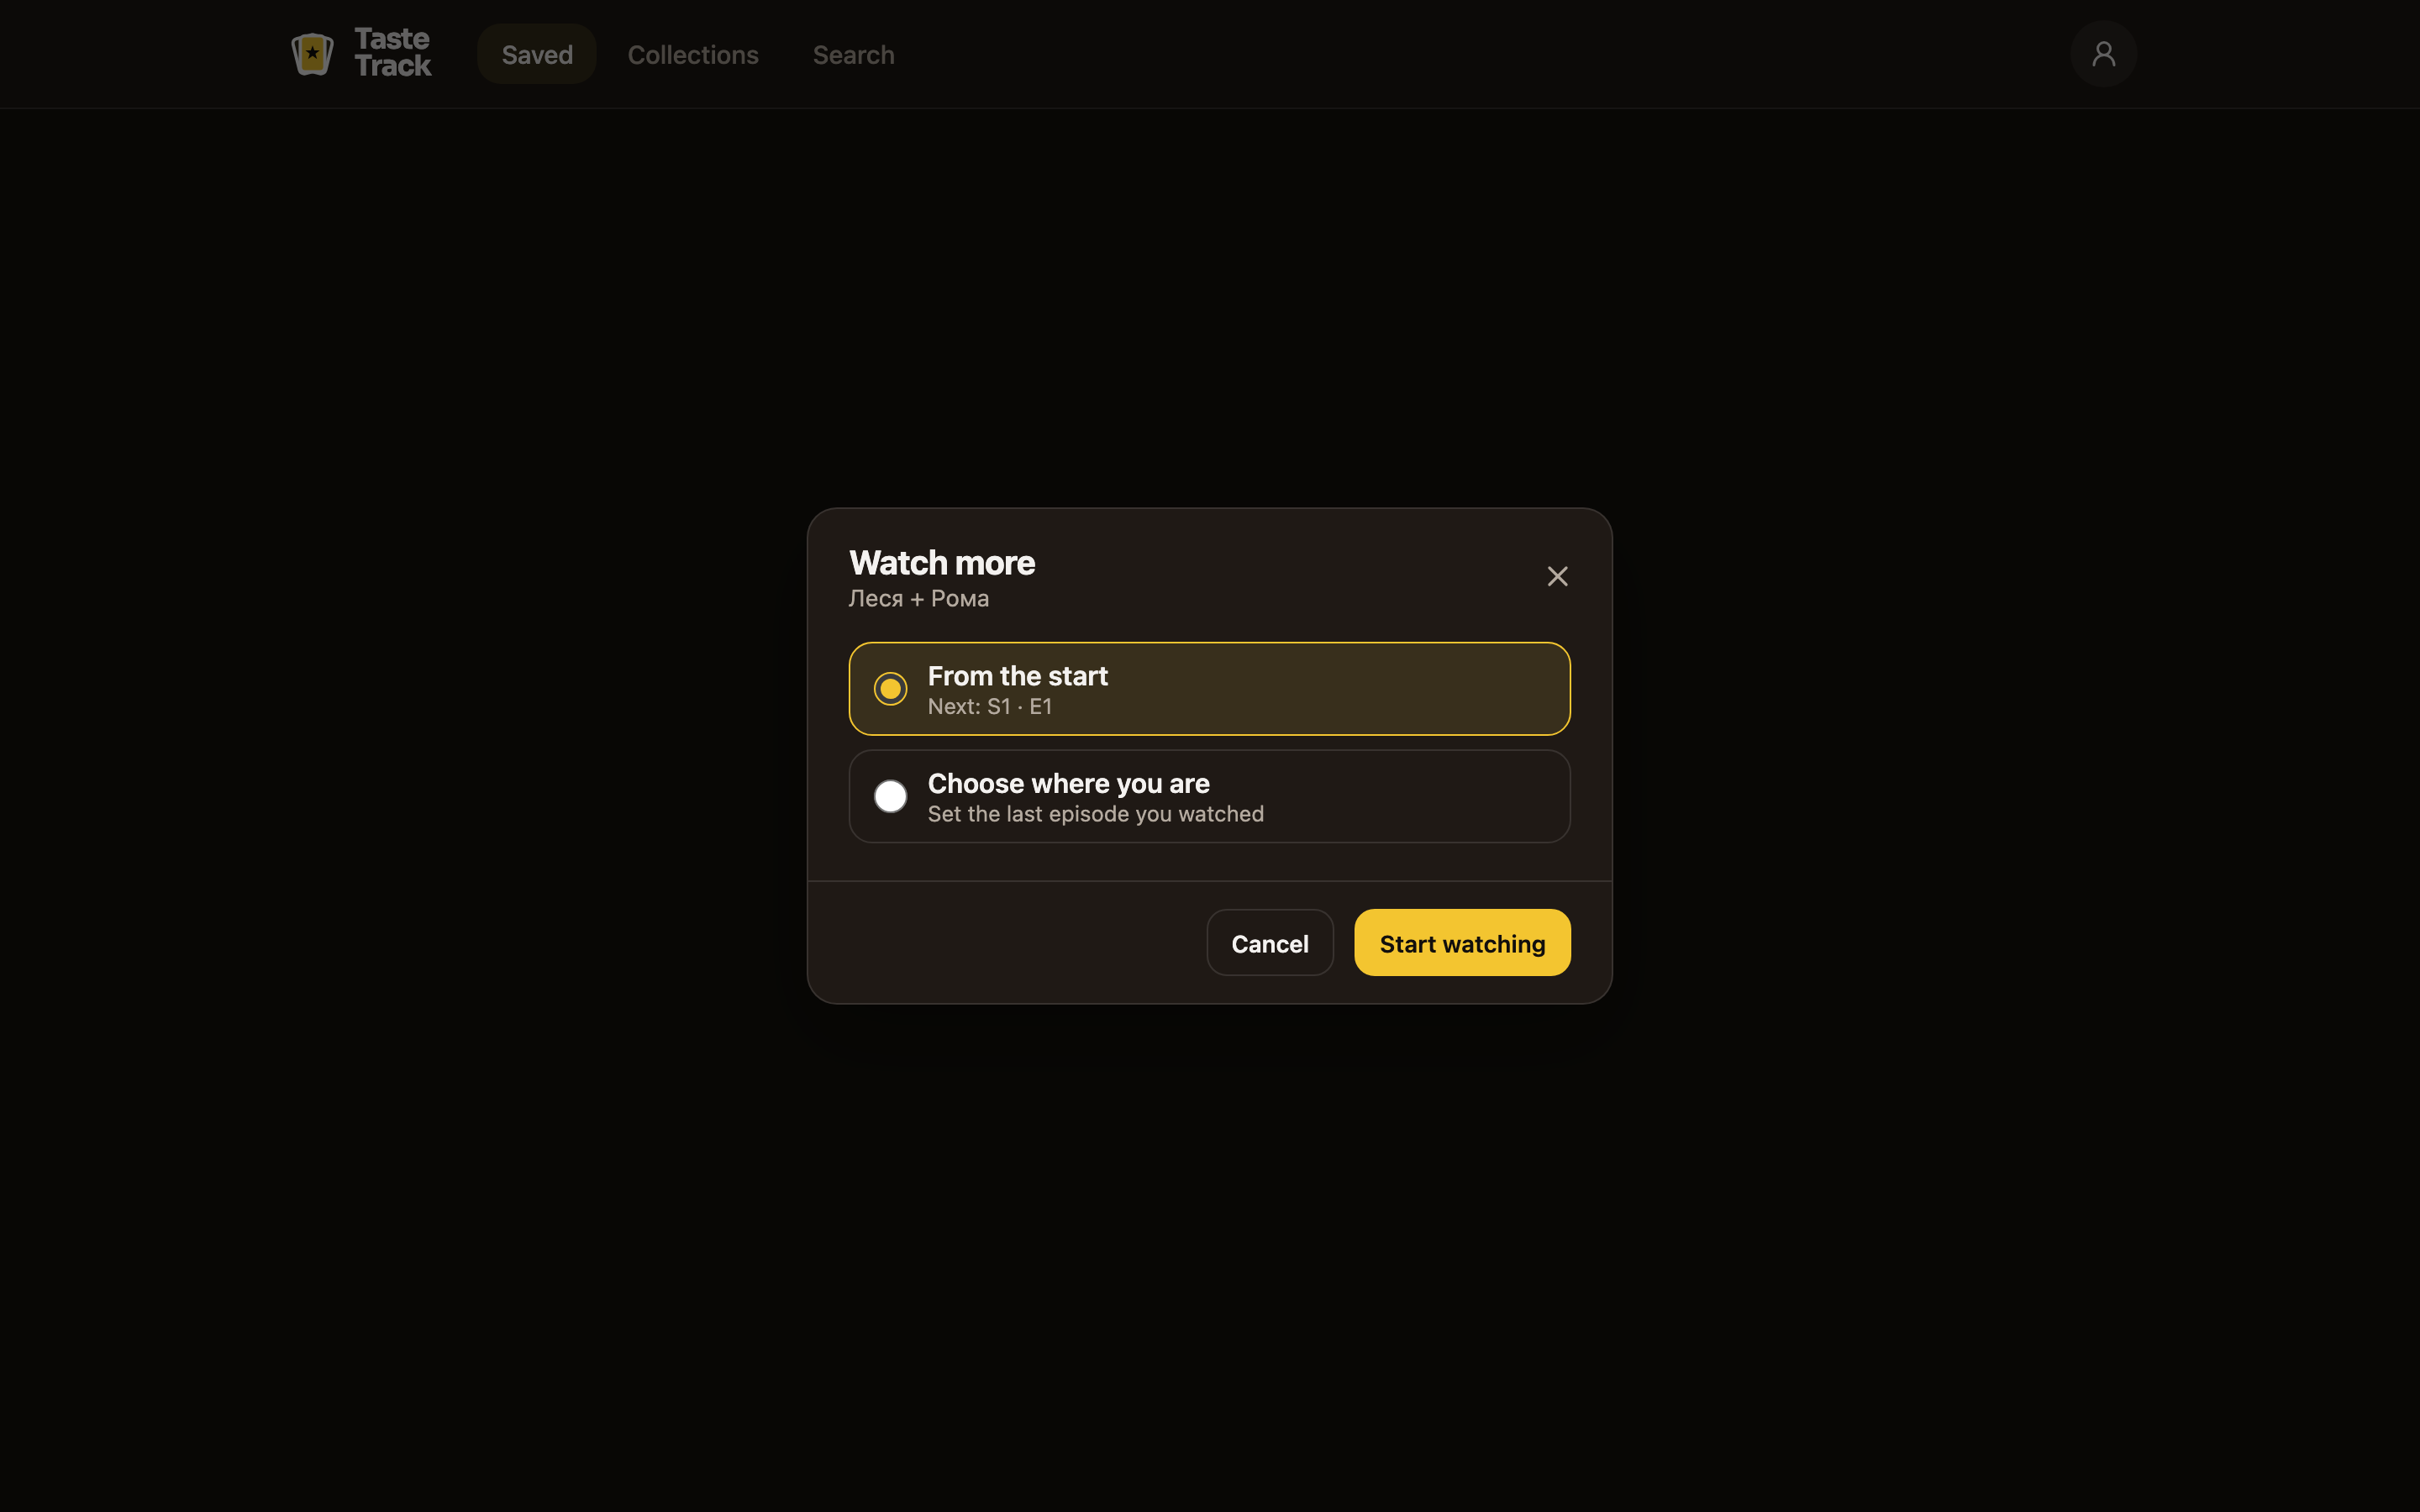 Taste
Track
Saved
Collections
Search
Watch more
Леся + Рома
From the start
Next: S1 · E1
Choose where you are
Set the last episode you watched
Cancel
Start watching